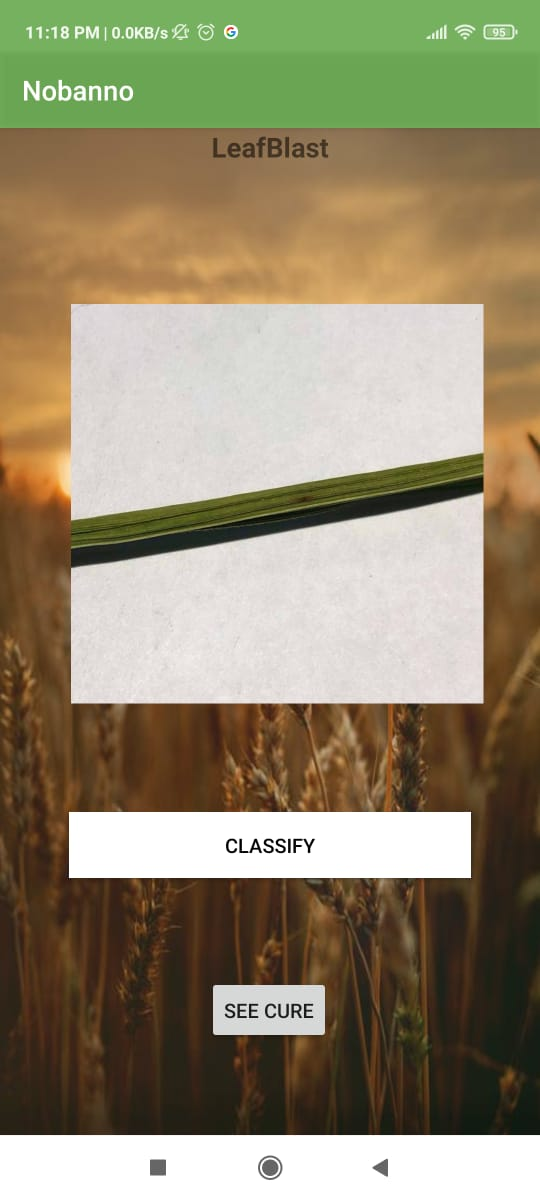 11:18 PM | 0.0KB/s
95
Nobanno
LeafBlast
CLASSIFY
SEE CURE